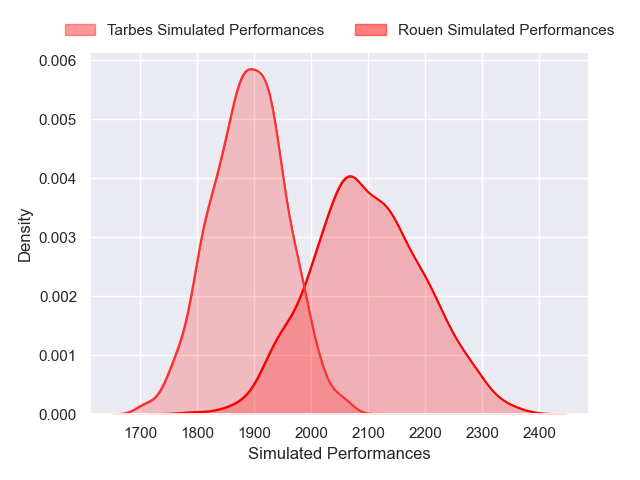 Tarbes Simulated Performances Rouen Simulated Performances
0.006
0.005
0.004
0.003
0.002
0.001
0.000
Density
1700 1800 1900 2000 2100 2200 2300 2400
Simulated Performances